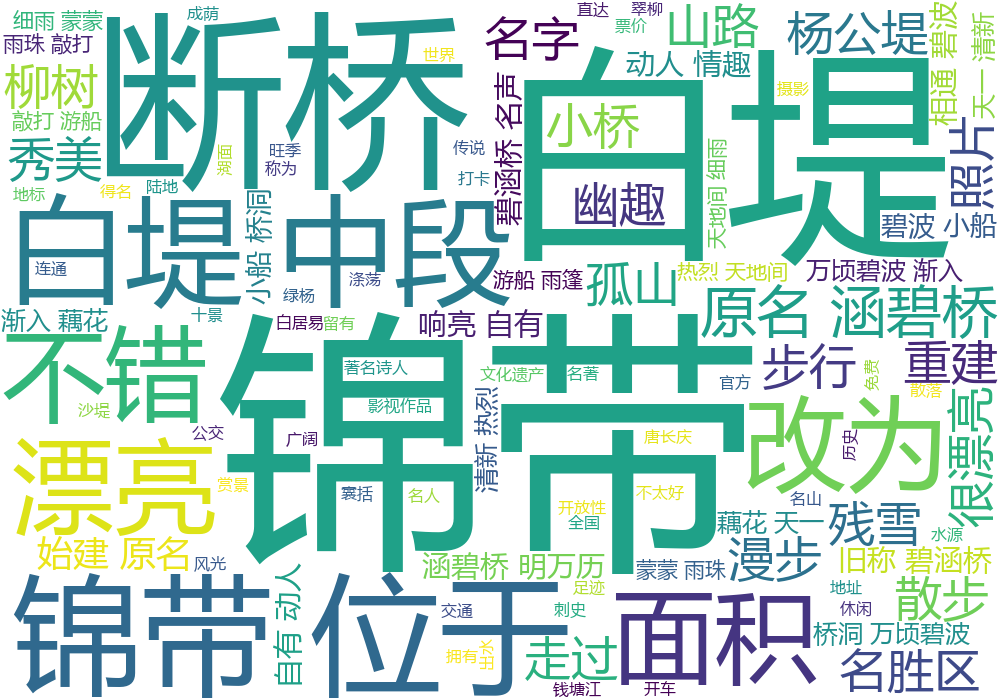 细雨 蒙蒙
成荫
直达
翠柳
票价
山路
杨公堤
碧波
清新
雨珠 敲打
断桥
世界
名字
动人 情趣
柳树
白堤
摄影
相通
天一
敲打 游船
碧涵桥 名声
小桥
照片
秀美
湖面
旺季
称为
传说
打卡
幽趣
天地间 细雨
地标
得名
陆地
碧波 小船
白堤 中段
小船 桥洞
连通
涤荡
绿杨
游船 雨篷
孤山
热烈 天地间
万顷碧波 渐入
渐入 藕花
十景
白居易
留有
响亮 自有
原名 涵碧桥
不错
锦带
著名诗人
文化遗产
名著
官方
步行
免费
重建
散落
沙堤
影视作品
清新 热烈
改为
很漂亮
漂亮
公交
广阔
唐长庆
历史
赏景
囊括
名人
开放性
全国
不太好
名山
藕花 天一
残雪
水源
始建 原名
风光
涵碧桥 明万历
蒙蒙 雨珠
漫步
旧称 碧涵桥
锦带 位于
自有 动人
足迹
刺史
交通
面积
地址
休闲
散步
拥有
出水
走过
桥洞 万顷碧波
名胜区
钱塘江
开车